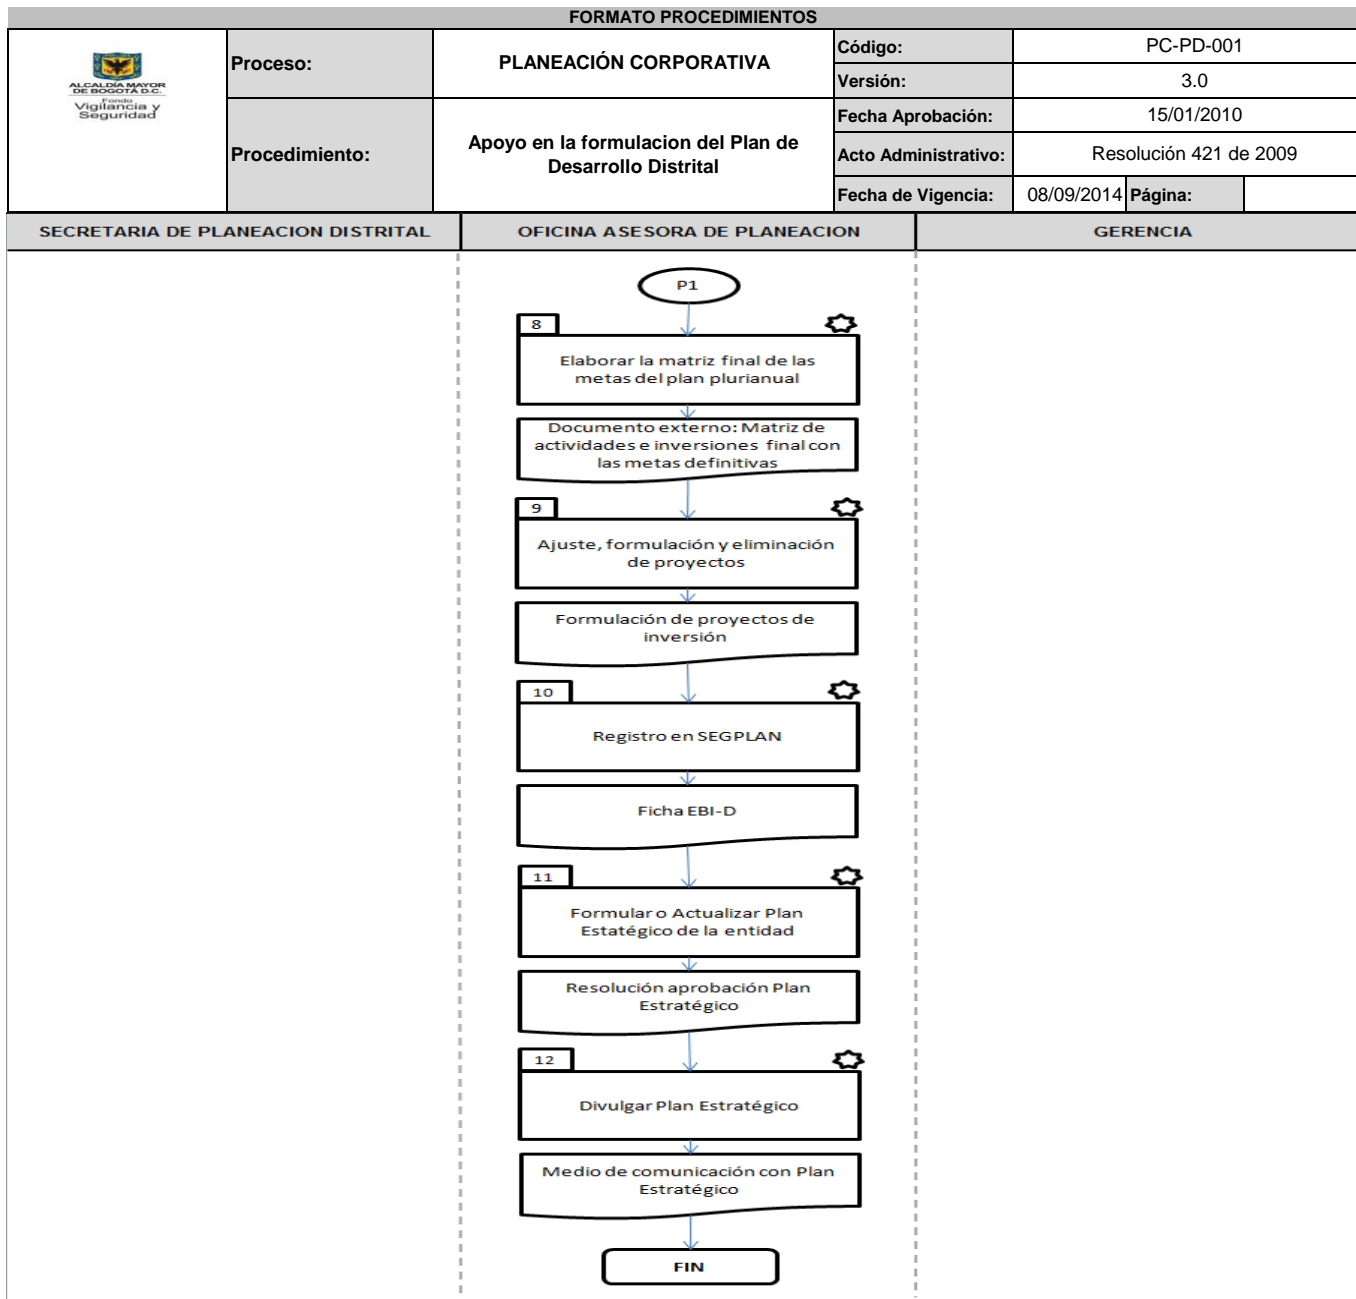 FORMATO PROCEDIMIENTOS
ALCALDÍA MAYOR
DE BOGOTÁ D.C.
Fondo
Vigilancia y
Seguridad
Proceso:
PLANEACIÓN CORPORATIVA
Código:
PC-PD-001
Versión:
3.0
Procedimiento:
Apoyo en la formulacion del Plan de
Desarrollo Distrital
Fecha Aprobación:
15/01/2010
Acto Administrativo:
Resolución 421 de 2009
Fecha de Vigencia:
08/09/2014
Página:
SECRETARIA DE PLANEACION DISTRITAL
OFICINA ASESORA DE PLANEACION
GERENCIA
P1
8
Elaborar la matriz final de las
metas del plan plurianual
Documento externo: Matriz de
actividades e inversiones final con
las metas definitivas
9
Ajuste, formulación y eliminación
de proyectos
Formulación de proyectos de
inversión
10
Registro en SEGPLAN
Ficha EBI-D
11
Formular o Actualizar Plan
Estatégico de la entidad
Resolución aprobación Plan
Estratégico
12
Divulgar Plan Estratégico
Medio de comunicación con Plan
Estratégico
FIN